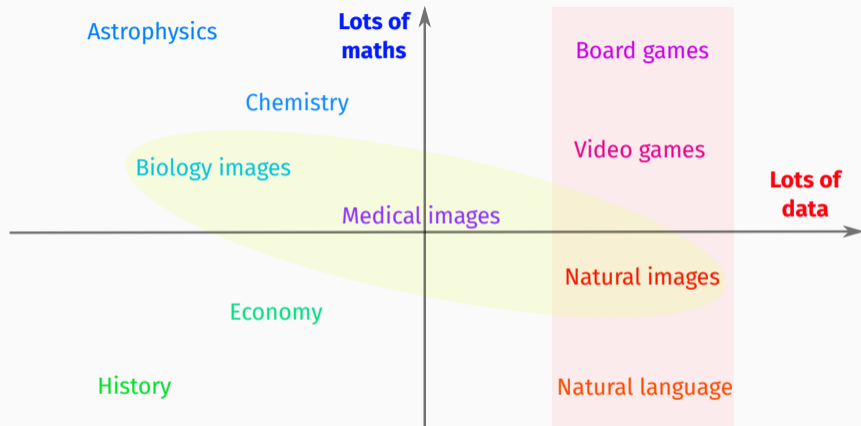 Astrophysics
Lots of
maths
Board games
Chemistry
Video games
Biology images
Lots of
data
Medical images
Natural images
Economy
History
Natural language